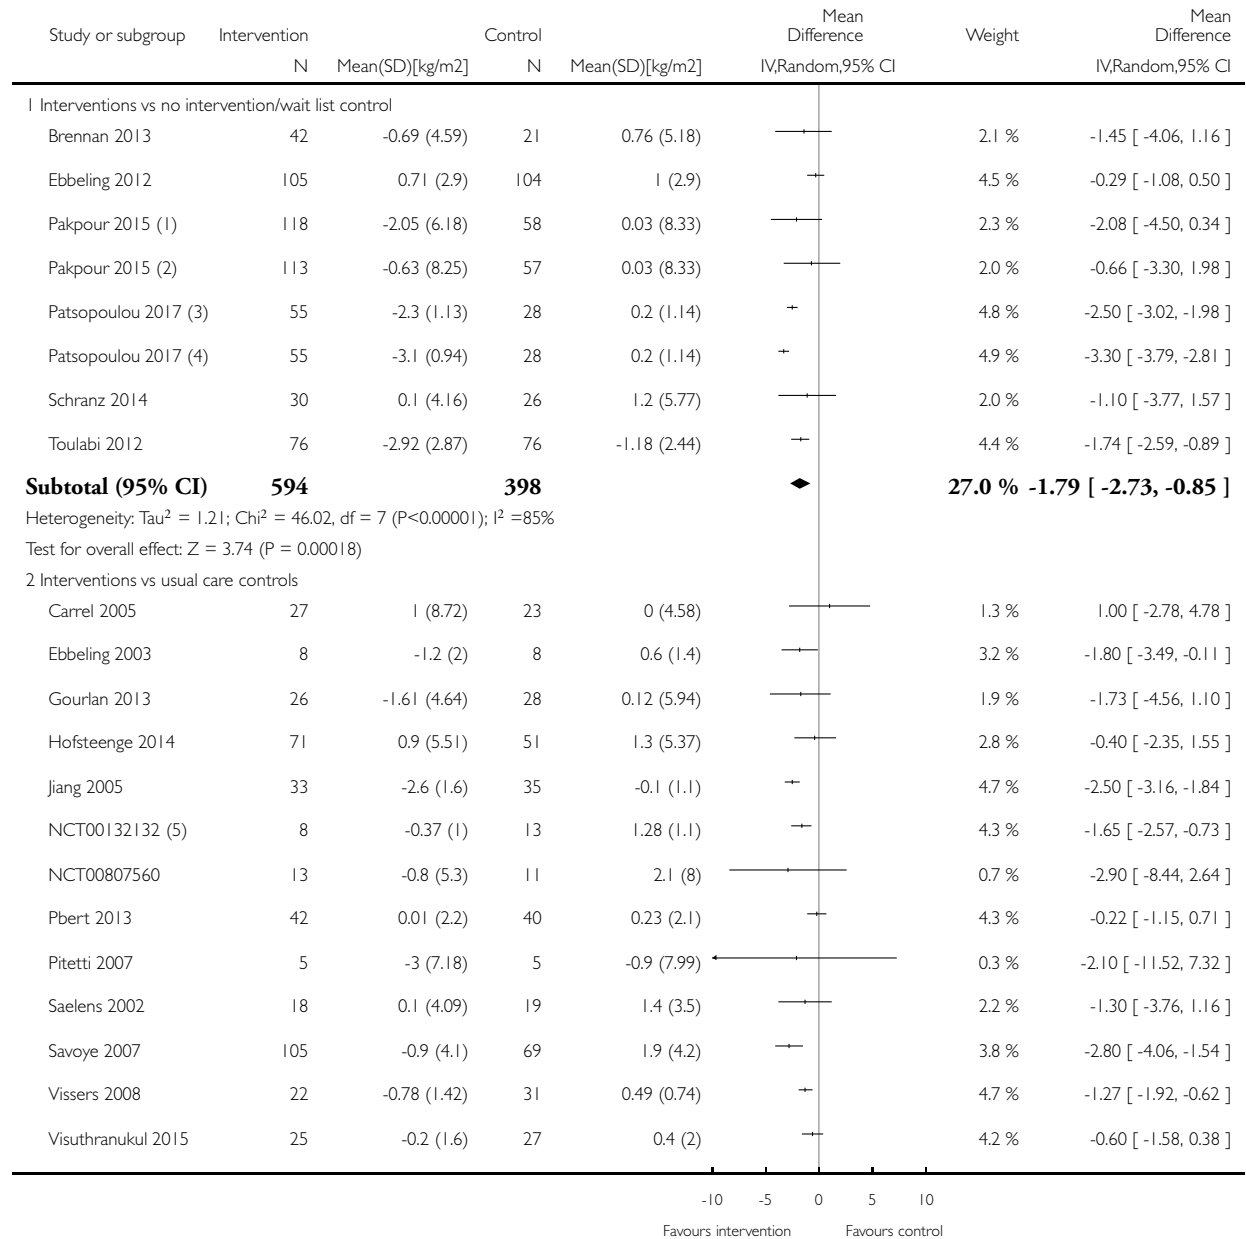 Mean Mean
Study or subgroup Intervention Control Difference Weight Difference
N Mean(SD)[kg/m2] N Mean(SD)[kg/m2] IV,Random,95% CI IV,Random,95% CI
1 Interventions vs no intervention/wait list control
Brennan 2013 42 -0.69 (4.59) 21 0.76 (5.18) 2.1 % -1.45 [ -4.06, 1.16 ]
Ebbeling 2012 105 0.71 (2.9) 104 1 (2.9) 4.5 % -0.29 [ -1.08, 0.50 ]
Pakpour 2015 (1) 118 -2.05 (6.18) 58 0.03 (8.33) 2.3 % -2.08 [ -4.50, 0.34 ]
Pakpour 2015 (2) 113 -0.63 (8.25) 57 0.03 (8.33) 2.0 % -0.66 [ -3.30, 1.98 ]
Patsopoulou 2017 (3) 55 -2.3 (1.13) 28 0.2 (1.14) 4.8 % -2.50 [ -3.02, -1.98 ]
Patsopoulou 2017 (4) 55 -3.1 (0.94) 28 0.2 (1.14) 4.9 % -3.30 [ -3.79, -2.81 ]
Schranz 2014 30 0.1 (4.16) 26 1.2 (5.77) 2.0 % -1.10 [ -3.77, 1.57 ]
Toulabi 2012 76 -2.92 (2.87) 76 -1.18 (2.44) 4.4 % -1.74 [ -2.59, -0.89 ]
Subtotal (95% CI) 594 398 27.0 % -1.79 [ -2.73, -0.85 ]
Heterogeneity: Tau² = 1.21; Chi² = 46.02, df = 7 (P<0.00001); I² =85%
Test for overall effect: Z = 3.74 (P = 0.00018)
2 Interventions vs usual care controls
Carrel 2005 27 1 (8.72) 23 0 (4.58) 1.3 % 1.00 [ -2.78, 4.78 ]
Ebbeling 2003 8 -1.2 (2) 8 0.6 (1.4) 3.2 % -1.80 [ -3.49, -0.11 ]
Gourlan 2013 26 -1.61 (4.64) 28 0.12 (5.94) 1.9 % -1.73 [ -4.56, 1.10 ]
Hofsteenge 2014 71 0.9 (5.51) 51 1.3 (5.37) 2.8 % -0.40 [ -2.35, 1.55 ]
Jiang 2005 33 -2.6 (1.6) 35 -0.1 (1.1) 4.7 % -2.50 [ -3.16, -1.84 ]
NCT00132132 (5) 8 -0.37 (1) 13 1.28 (1.1) 4.3 % -1.65 [ -2.57, -0.73 ]
NCT00807560 13 -0.8 (5.3) 11 2.1 (8) 0.7 % -2.90 [ -8.44, 2.64 ]
Pbert 2013 42 0.01 (2.2) 40 0.23 (2.1) 4.3 % -0.22 [ -1.15, 0.71 ]
Pitetti 2007 5 -3 (7.18) 5 -0.9 (7.99) 0.3 % -2.10 [ -11.52, 7.32 ]
Saelens 2002 18 0.1 (4.09) 19 1.4 (3.5) 2.2 % -1.30 [ -3.76, 1.16 ]
Savoye 2007 105 -0.9 (4.1) 69 1.9 (4.2) 3.8 % -2.80 [ -4.06, -1.54 ]
Vissers 2008 22 -0.78 (1.42) 31 0.49 (0.74) 4.7 % -1.27 [ -1.92, -0.62 ]
Visuthranukul 2015 25 -0.2 (1.6) 27 0.4 (2) 4.2 % -0.60 [ -1.58, 0.38 ]
-10 -5 0 5 10
Favours intervention Favours control